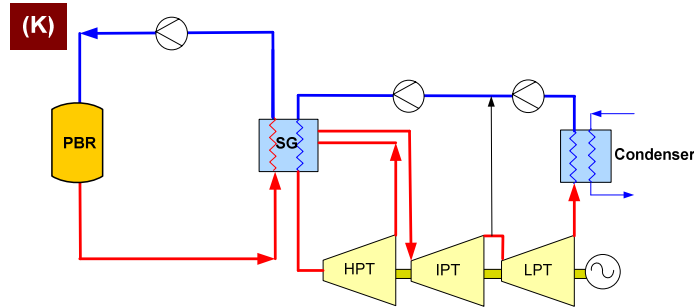 (K)
PBR
SG
Condenser
HPT
IPT
LPT